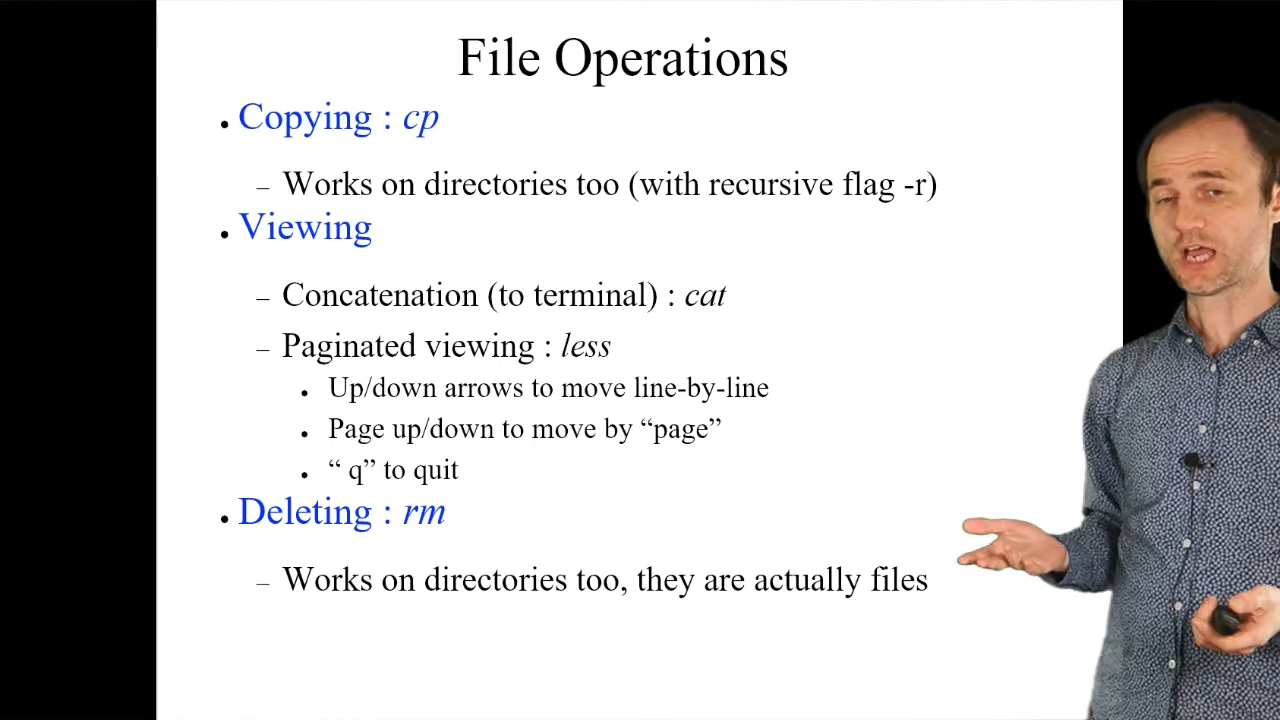 File Operations
• Copying : cp
– Works on directories too (with recursive flag -r)
• Viewing
– Concatenation (to terminal) : cat
– Paginated viewing : less
• Up/down arrows to move line-by-line
• Page up/down to move by “page”
• “ q” to quit
• Deleting : rm
– Works on directories too, they are actually files